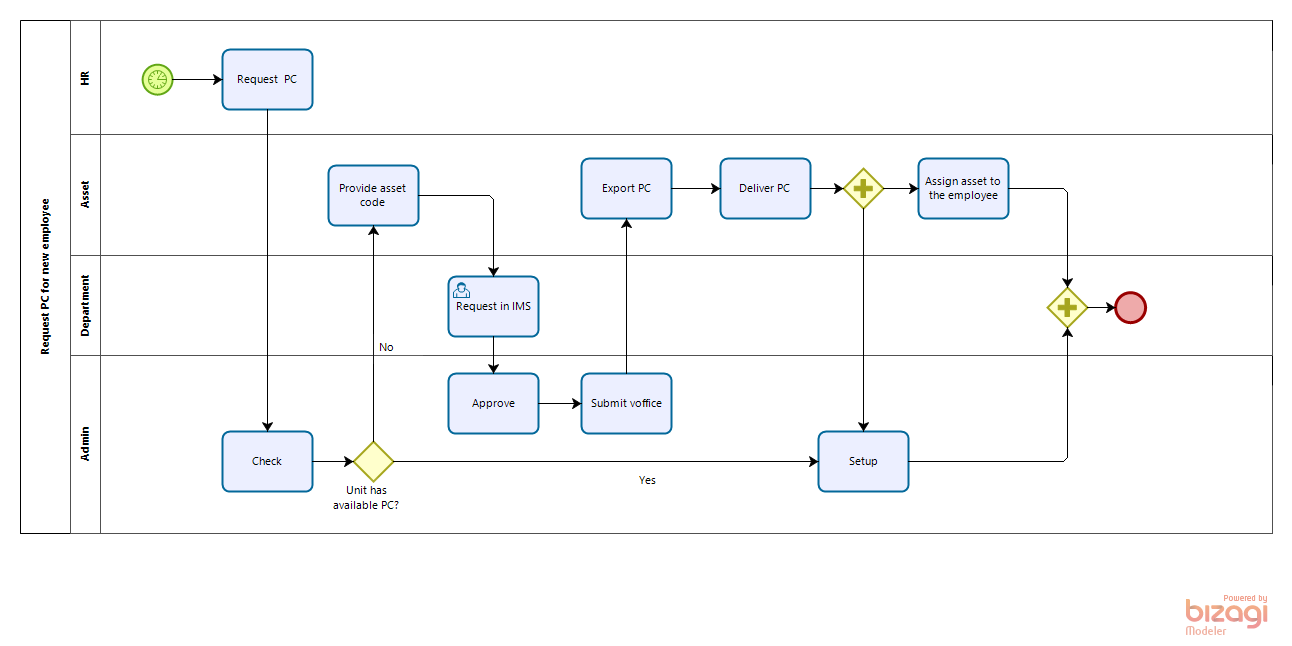 Request PC for new employee
HR
Request PC
Asset
Provide asset
code
Export PC
Deliver PC
Assign asset to
the employee
Department
Request in IMS
No
Admin
Approve
Submit voffice
Check
Unit has
available PC?
Yes
Setup
Powered by
bizagi
Modeler